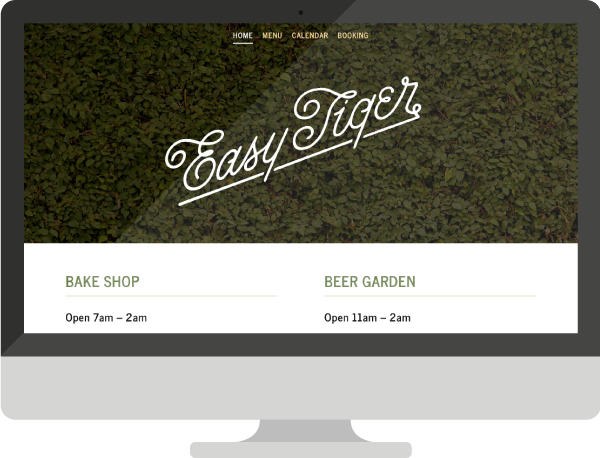 HOME MENU CALENDAR BOOKING
Easy Tiger
BAKE SHOP
Open 7am – 2am
BEER GARDEN
Open 11am – 2am